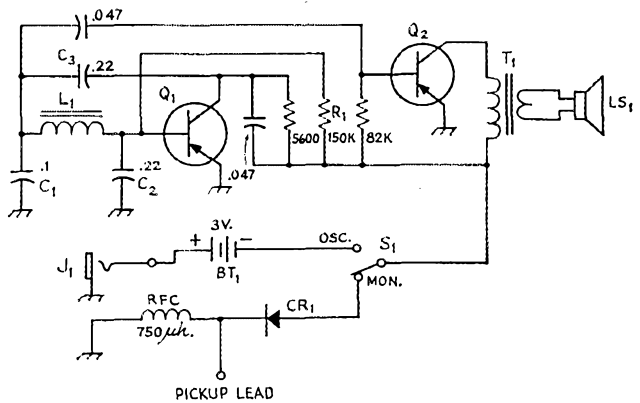 .047
Q2
C3 .22
T1
L1
Q1
LS1
R1
5600 150K 82K
.1
C1
.22
C2
.047
+ 3V. −
OSC.
S1
J1
BT1
MON.
RFC
CR1
750μh.
PICKUP LEAD